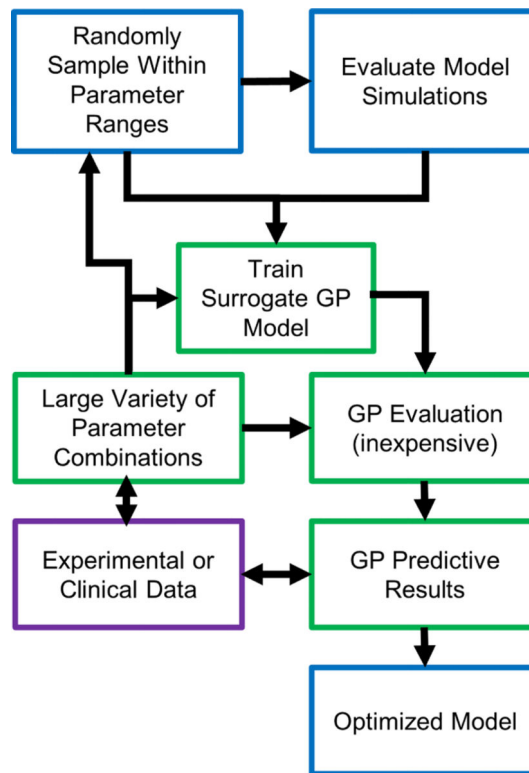 Randomly
Sample Within
Parameter
Ranges
Evaluate Model
Simulations
Train
Surrogate GP
Model
Large Variety of
Parameter
Combinations
GP Evaluation
(inexpensive)
Experimental or
Clinical Data
GP Predictive
Results
Optimized Model